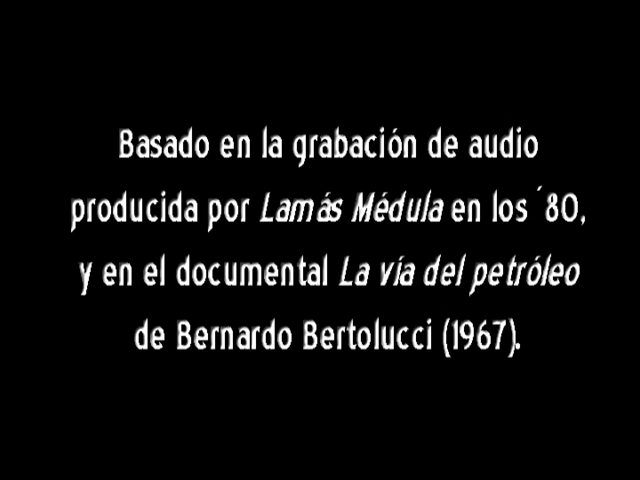 Basado en la grabación de audio
producida por Lamás Médula en los ´80,
y en el documental La vía del petróleo
de Bernardo Bertolucci (1967).